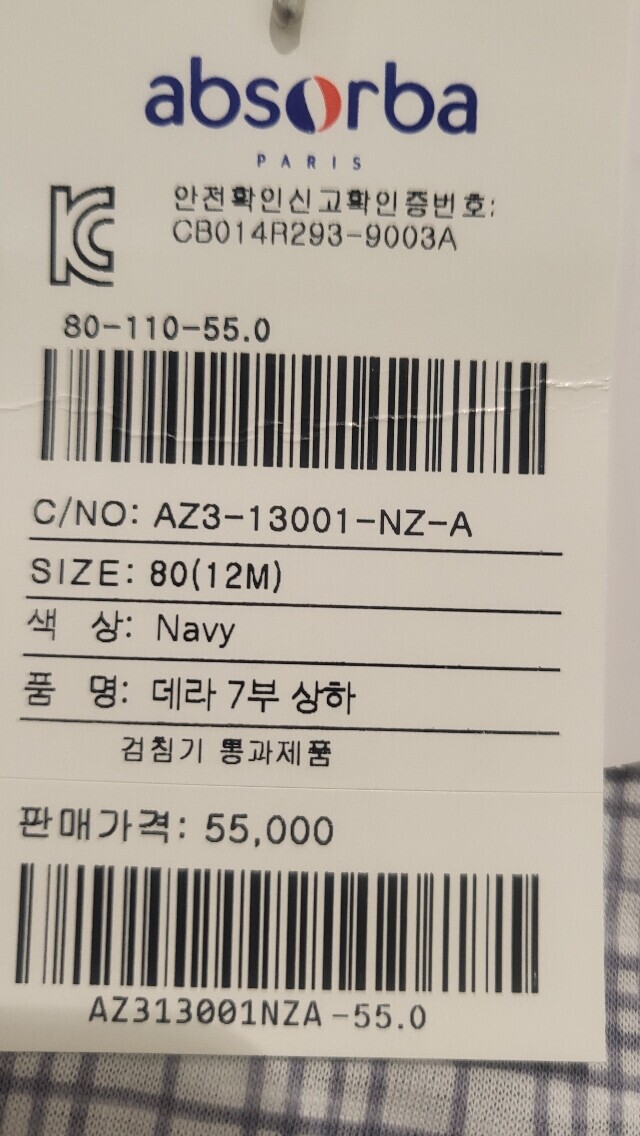 absorba
PARIS
안전확인신고확인증번호:
CB014R293-9003A
80-110-55.0
C/NO: AZ3-13001-NZ-A
SIZE: 80(12M)
색 상: Navy
품 명: 데라 7부 상하
검침기 통과제품
판매가격: 55,000
AZ313001NZA-55.0